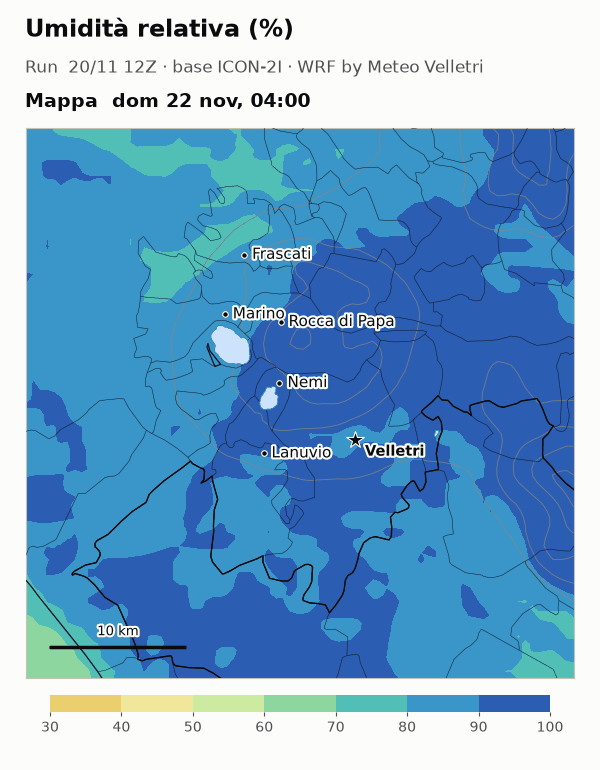 Umidità relativa (%)
Run  20/11 12Z · base ICON-2I · WRF by Meteo Velletri
Mappa  dom 22 nov, 04:00
Frascati
Marino
Rocca di Papa
Nemi
Velletri
Lanuvio
10 km
30 40 50 60 70 80 90 100